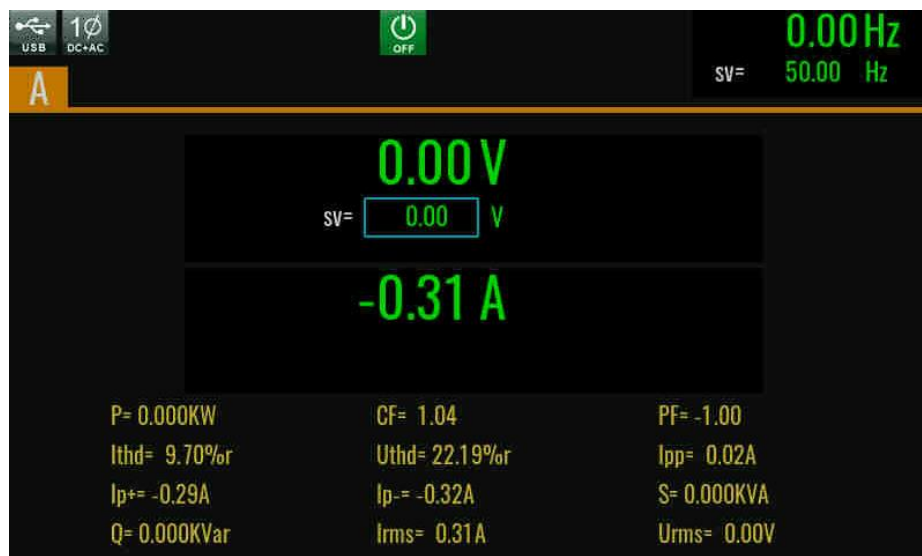 USB 1Ø DC+AC OFF 0.00 Hz
sv= 50.00 Hz
A
0.00 V
sv= 0.00 V
-0.31 A
P= 0.000KW CF= 1.04 PF= -1.00
Ithd= 9.70%r Uthd= 22.19%r Ipp= 0.02A
Ip+= -0.29A Ip-= -0.32A S= 0.000KVA
Q= 0.000KVar Irms= 0.31A Urms= 0.00V